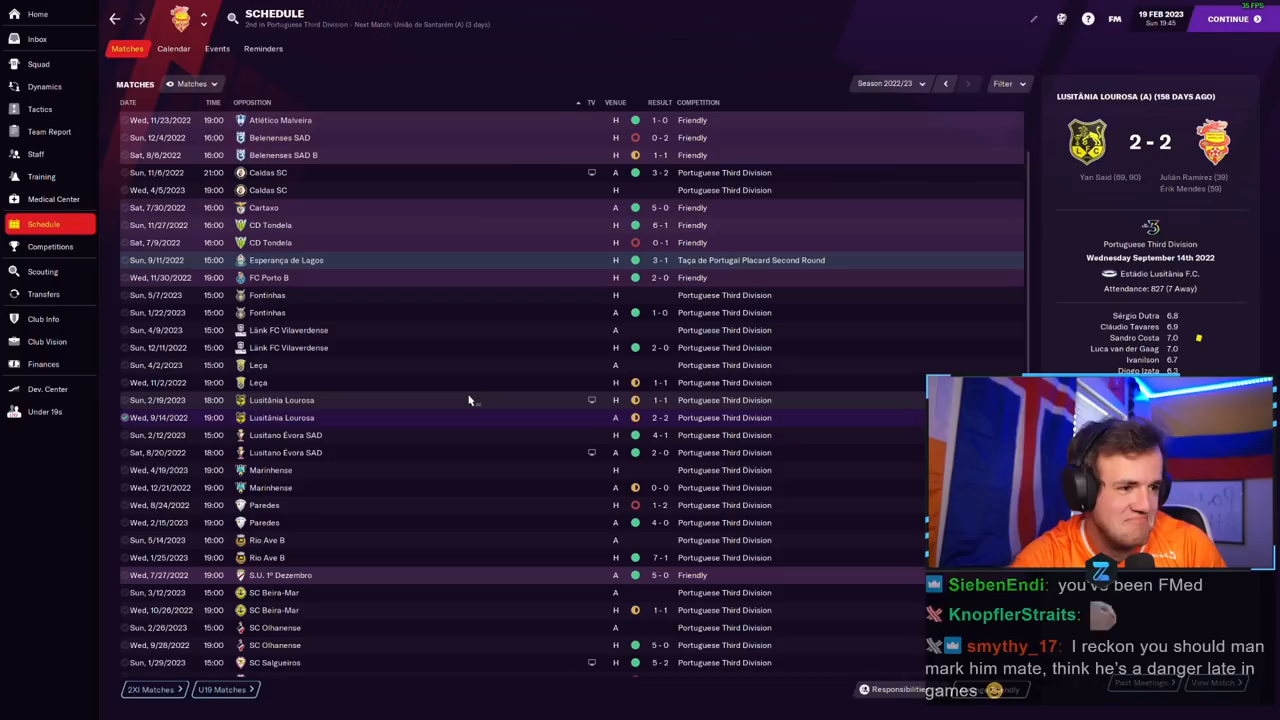 35 FPS
Home
SCHEDULE
2nd in Portuguese Third Division - Next Match: União de Santarém (A) (3 days)
FM
19 FEB 2023
Sun 19:45
CONTINUE
Inbox
Squad
Dynamics
Tactics
Team Report
Staff
Training
Medical Center
Schedule
Competitions
Scouting
Transfers
Club Info
Club Vision
Finances
Dev. Center
Under 19s
Matches Calendar Events Reminders
MATCHES Matches Season 2022/23 Filter
DATE TIME OPPOSITION TV VENUE RESULT COMPETITION
Wed, 11/23/2022 19:00 Atlético Malveira H 1 - 0 Friendly
Sun, 12/4/2022 16:00 Belenenses SAD H 0 - 2 Friendly
Sat, 8/6/2022 16:00 Belenenses SAD B H 1 - 1 Friendly
Sun, 11/6/2022 21:00 Caldas SC A 3 - 2 Portuguese Third Division
Wed, 4/5/2023 19:00 Caldas SC H Portuguese Third Division
Sat, 7/30/2022 16:00 Cartaxo A 5 - 0 Friendly
Sun, 11/27/2022 16:00 CD Tondela H 6 - 1 Friendly
Sat, 7/9/2022 16:00 CD Tondela H 0 - 1 Friendly
Sun, 9/11/2022 15:00 Esperança de Lagos H 3 - 1 Taça de Portugal Placard Second Round
Wed, 11/30/2022 19:00 FC Porto B H 2 - 0 Friendly
Sun, 5/7/2023 15:00 Fontinhas H Portuguese Third Division
Sun, 1/22/2023 15:00 Fontinhas A 1 - 0 Portuguese Third Division
Sun, 4/9/2023 15:00 Länk FC Vilaverdense A Portuguese Third Division
Sun, 12/11/2022 15:00 Länk FC Vilaverdense H 2 - 0 Portuguese Third Division
Sun, 4/2/2023 15:00 Leça A Portuguese Third Division
Wed, 11/2/2022 19:00 Leça H 1 - 1 Portuguese Third Division
Sun, 2/19/2023 18:00 Lusitânia Lourosa H 1 - 1 Portuguese Third Division
Wed, 9/14/2022 19:00 Lusitânia Lourosa A 2 - 2 Portuguese Third Division
Sun, 2/12/2023 15:00 Lusitano Évora SAD H 4 - 1 Portuguese Third Division
Sat, 8/20/2022 18:00 Lusitano Évora SAD A 2 - 0 Portuguese Third Division
Wed, 4/19/2023 19:00 Marinhense H Portuguese Third Division
Wed, 12/21/2022 19:00 Marinhense A 0 - 0 Portuguese Third Division
Wed, 8/24/2022 19:00 Paredes H 1 - 2 Portuguese Third Division
Wed, 2/15/2023 19:00 Paredes A 4 - 0 Portuguese Third Division
Sun, 5/14/2023 16:00 Rio Ave B A Portuguese Third Division
Wed, 1/25/2023 19:00 Rio Ave B H 7 - 1 Portuguese Third Division
Wed, 7/27/2022 19:00 S.U. 1º Dezembro A 5 - 0 Friendly
Sun, 3/12/2023 15:00 SC Beira-Mar A Portuguese Third Division
Wed, 10/26/2022 19:00 SC Beira-Mar H 1 - 1 Portuguese Third Division
Sun, 2/26/2023 15:00 SC Olhanense A Portuguese Third Division
Wed, 9/28/2022 19:00 SC Olhanense H 5 - 0 Portuguese Third Division
Sun, 1/29/2023 15:00 SC Salgueiros H 5 - 2 Portuguese Third Division
2XI Matches U19 Matches Responsibilities
LUSITÂNIA LOUROSA (A) (158 DAYS AGO)
2 - 2
Yan Said (69, 90) Julián Ramírez (39)
Érik Mendes (59)
Portuguese Third Division
Wednesday September 14th 2022
Estádio Lusitânia F.C.
Attendance: 827 (7 Away)
Sérgio Dutra 6.8
Cláudio Tavares 6.9
Sandro Costa 7.0
Luca van der Gaag 7.0
Ivanilson 6.7
Diogo Izata 6.3
SiebenEndi: you've been FMed
KnopflerStraits:
smythy_17: I reckon you should man
mark him mate, think he's a danger late in
games
Past Meetings View Match